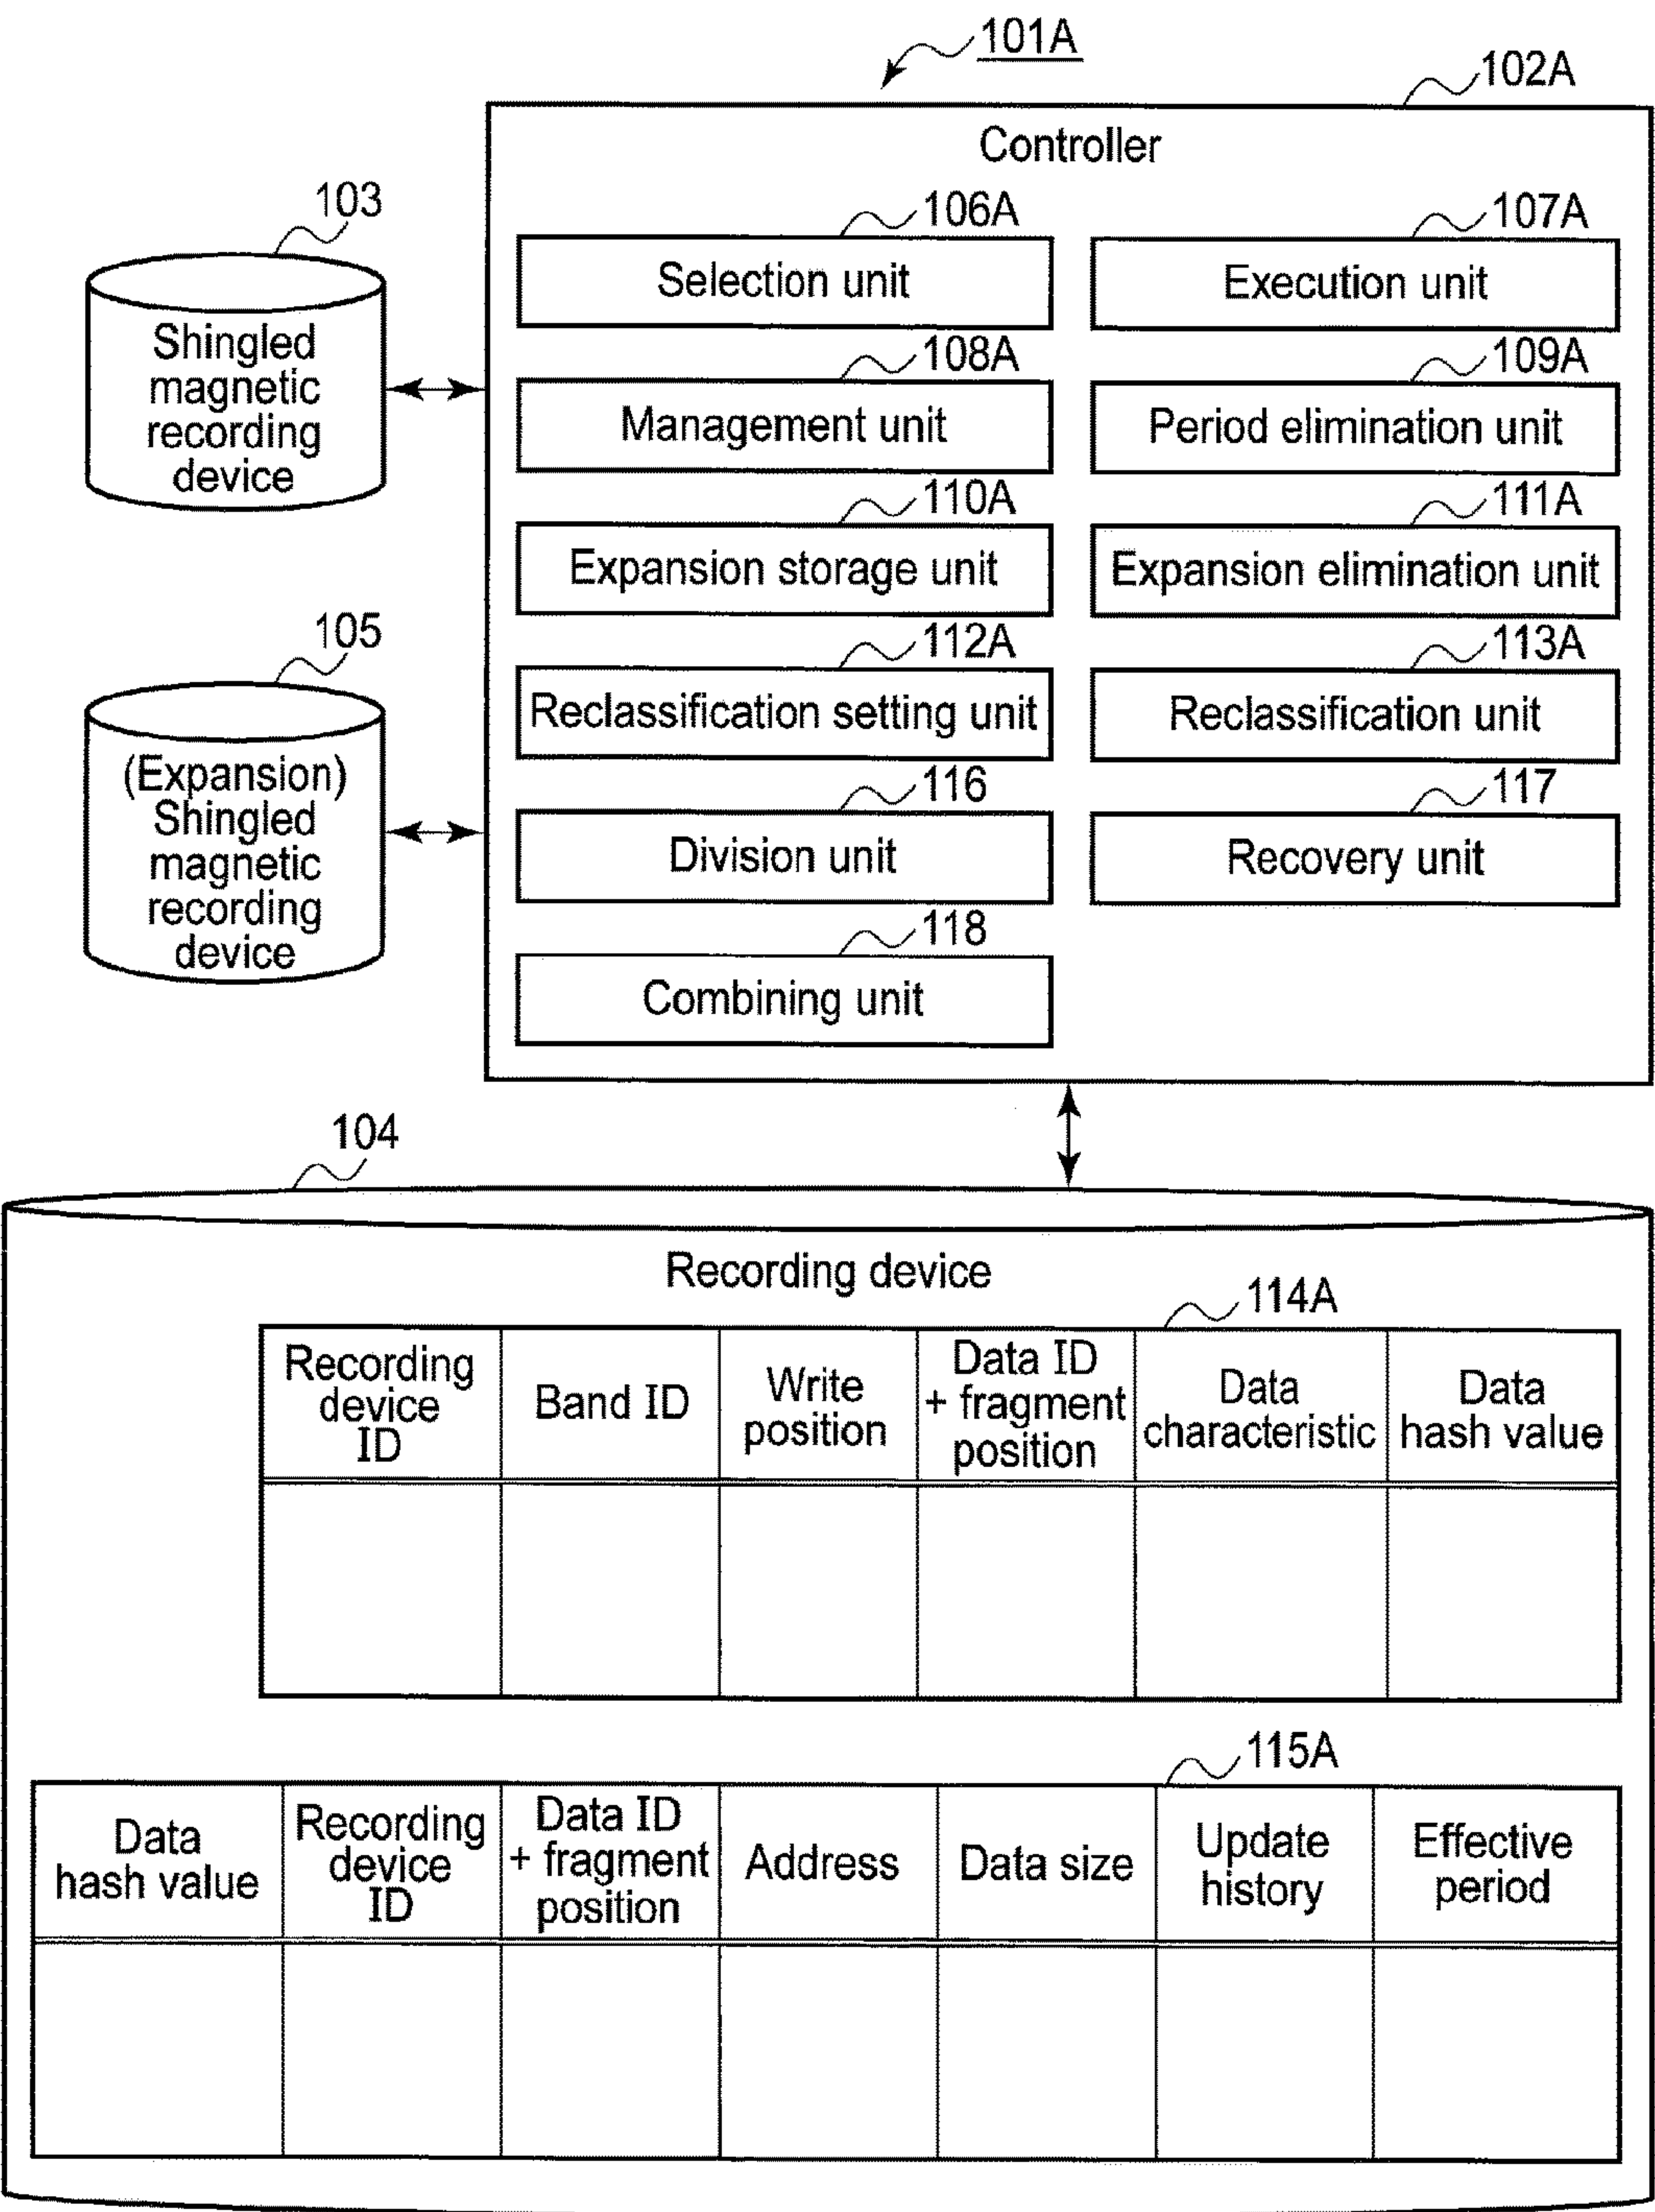 101A
102A
Controller
103
Shingled
magnetic
recording
device
106A
Selection unit
107A
Execution unit
108A
Management unit
109A
Period elimination unit
110A
Expansion storage unit
111A
Expansion elimination unit
105
(Expansion)
Shingled
magnetic
recording
device
112A
Reclassification setting unit
113A
Reclassification unit
116
Division unit
117
Recovery unit
118
Combining unit
104
Recording device
114A
Recording
device
ID
Band ID
Write
position
Data ID
+ fragment
position
Data
characteristic
Data
hash value
115A
Data
hash value
Recording
device
ID
Data ID
+ fragment
position
Address
Data size
Update
history
Effective
period